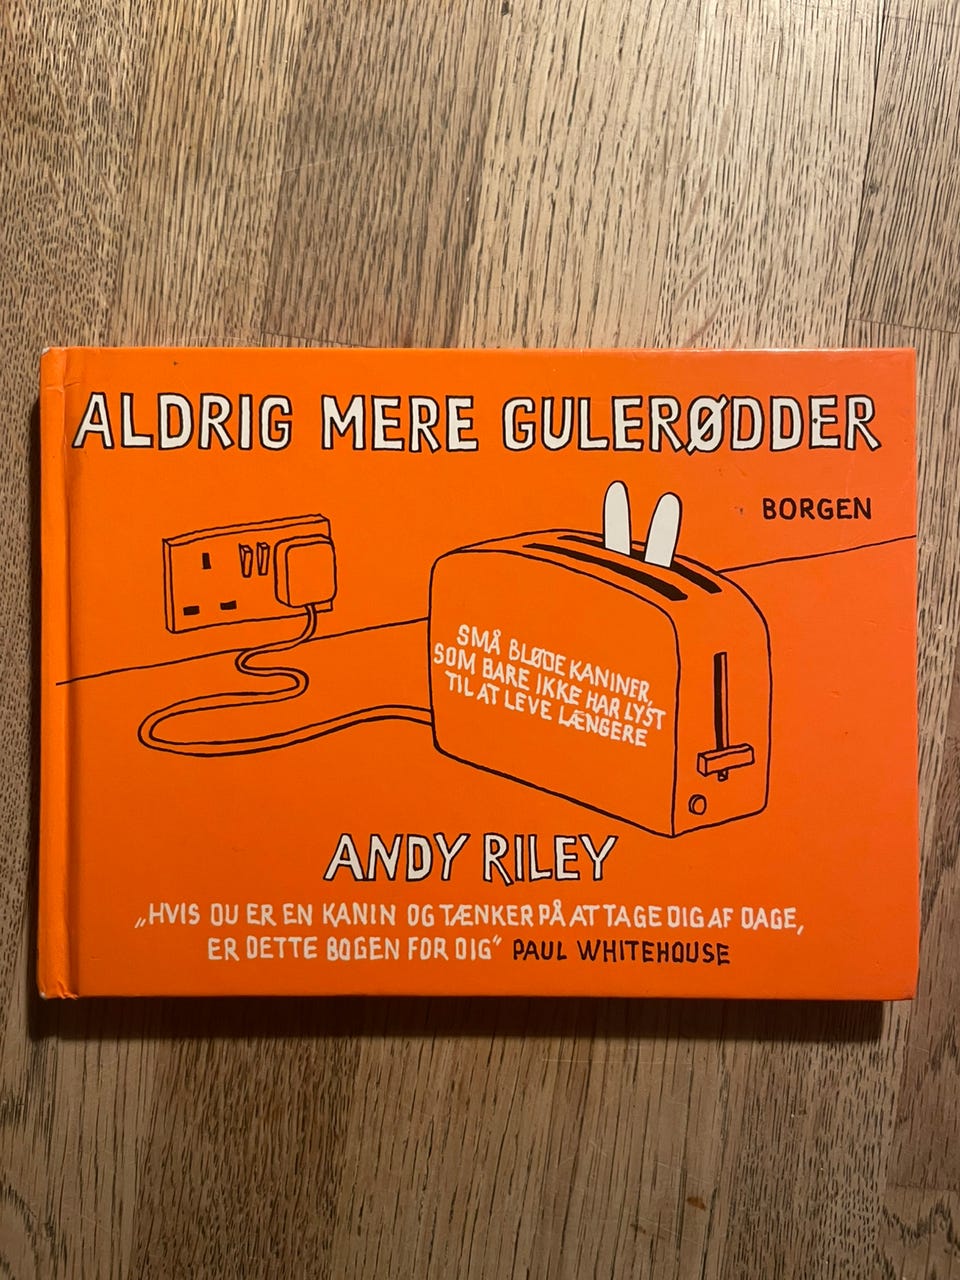 ALDRIG MERE GULERØDDER
BORGEN
SMÅ BLØDE KANINER,
SOM BARE IKKE HAR LYST
TIL AT LEVE LÆNGERE
ANDY RILEY
„HVIS DU ER EN KANIN OG TÆNKER PÅ AT TAGE DIG AF DAGE,
ER DETTE BOGEN FOR DIG“ PAUL WHITEHOUSE